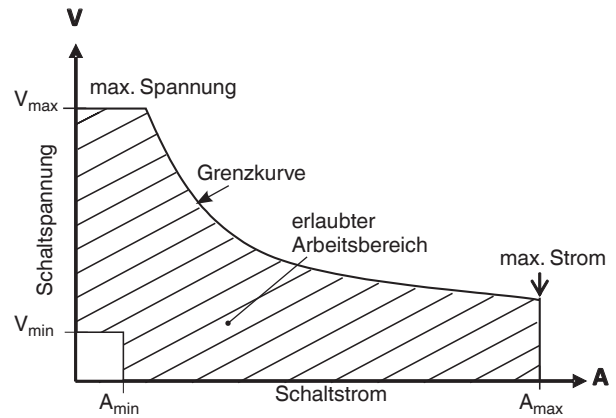 V
max. Spannung
Vmax
Grenzkurve
Schaltspannung
erlaubter
Arbeitsbereich
max. Strom
Vmin
A
Amin
Schaltstrom
Amax